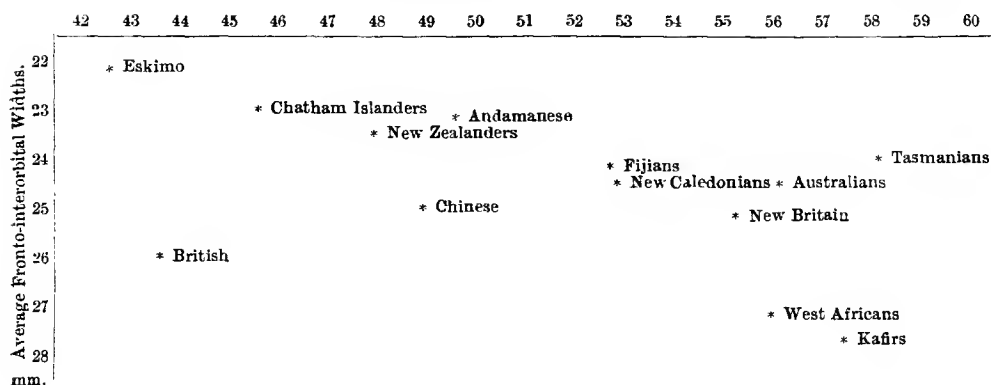 42 43 44 45 46 47 48 49 50 51 52 53 54 55 56 57 58 59 60
Average Fronto-interorbital Widths.
mm.
22
* Eskimo
23
* Chatham Islanders
* Andamanese
* New Zealanders
24
* Tasmanians
* Fijians
* New Caledonians
* Australians
25
* Chinese
* New Britain
26
* British
27
* West Africans
* Kafirs
28